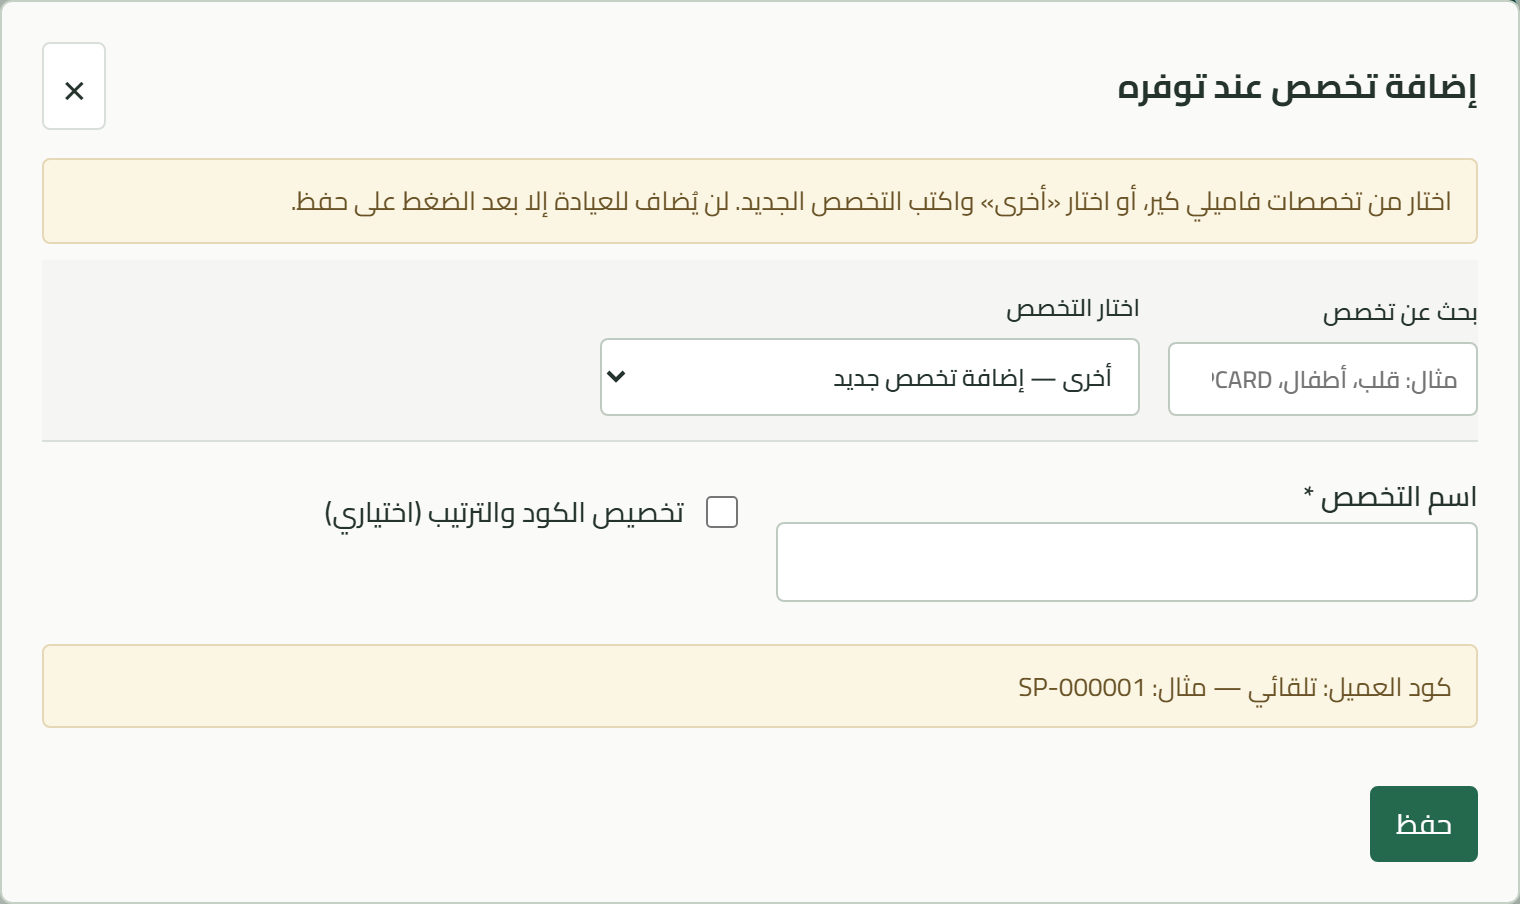 إضافة تخصص عند توفره
×
اختار من تخصصات فاميلي كير، أو اختار «أخرى» واكتب التخصص الجديد. لن يُضاف للعيادة إلا بعد الضغط على حفظ.
بحث عن تخصص
مثال: قلب، أطفال، CARD
اختار التخصص
أخرى — إضافة تخصص جديد
اسم التخصص *
تخصيص الكود والترتيب (اختياري)
كود العميل: تلقائي — مثال: SP-000001
حفظ